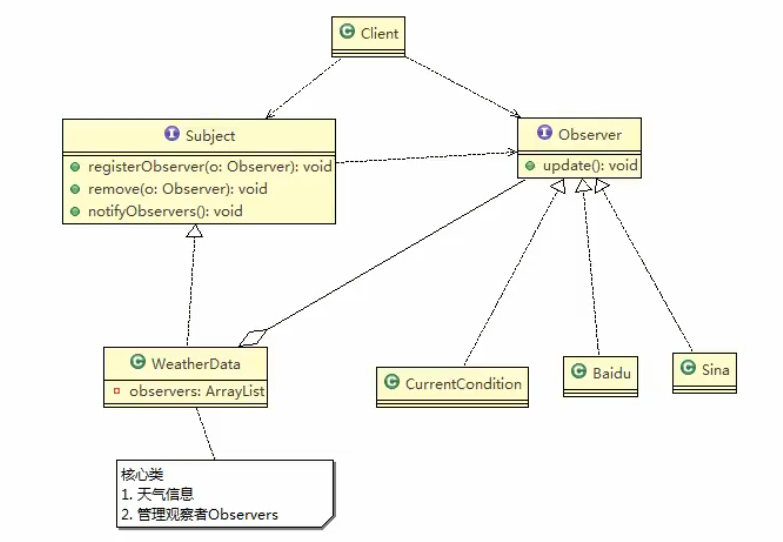 Client
Subject
registerObserver(o: Observer): void
remove(o: Observer): void
notifyObservers(): void
Observer
update(): void
WeatherData
observers: ArrayList
CurrentCondition
Baidu
Sina
核心类
1. 天气信息
2. 管理观察者Observers